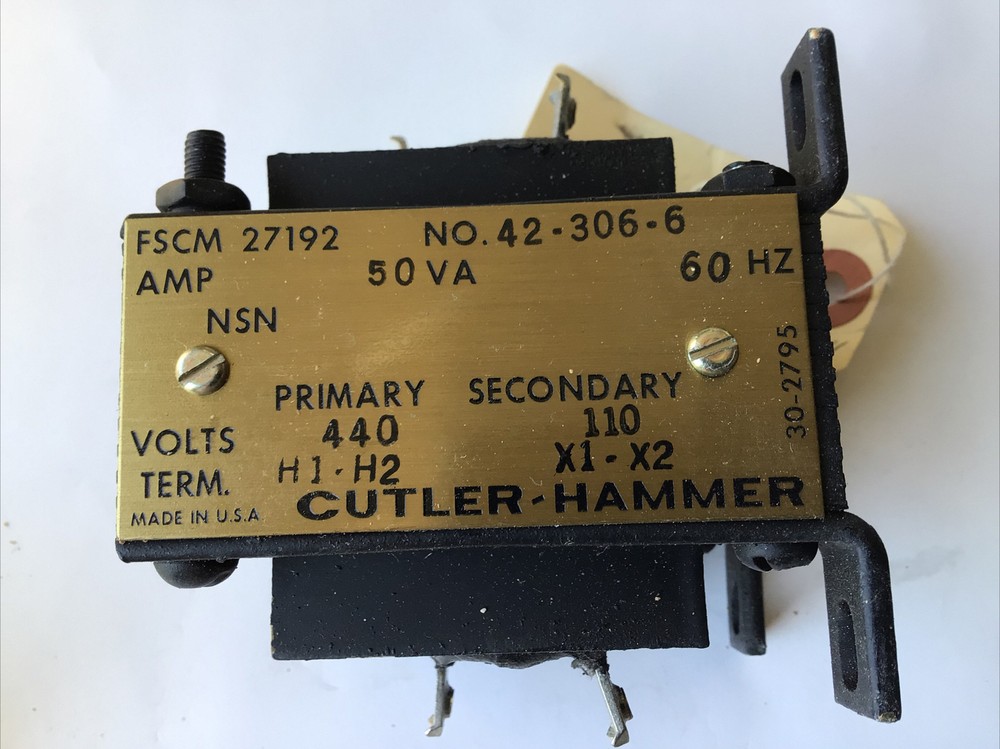 FSCM 27192 NO. 42-306-6
AMP 50 VA 60 HZ
NSN
PRIMARY SECONDARY
VOLTS 440 110
TERM. H1-H2 X1-X2
CUTLER-HAMMER
MADE IN U.S.A
30-2795